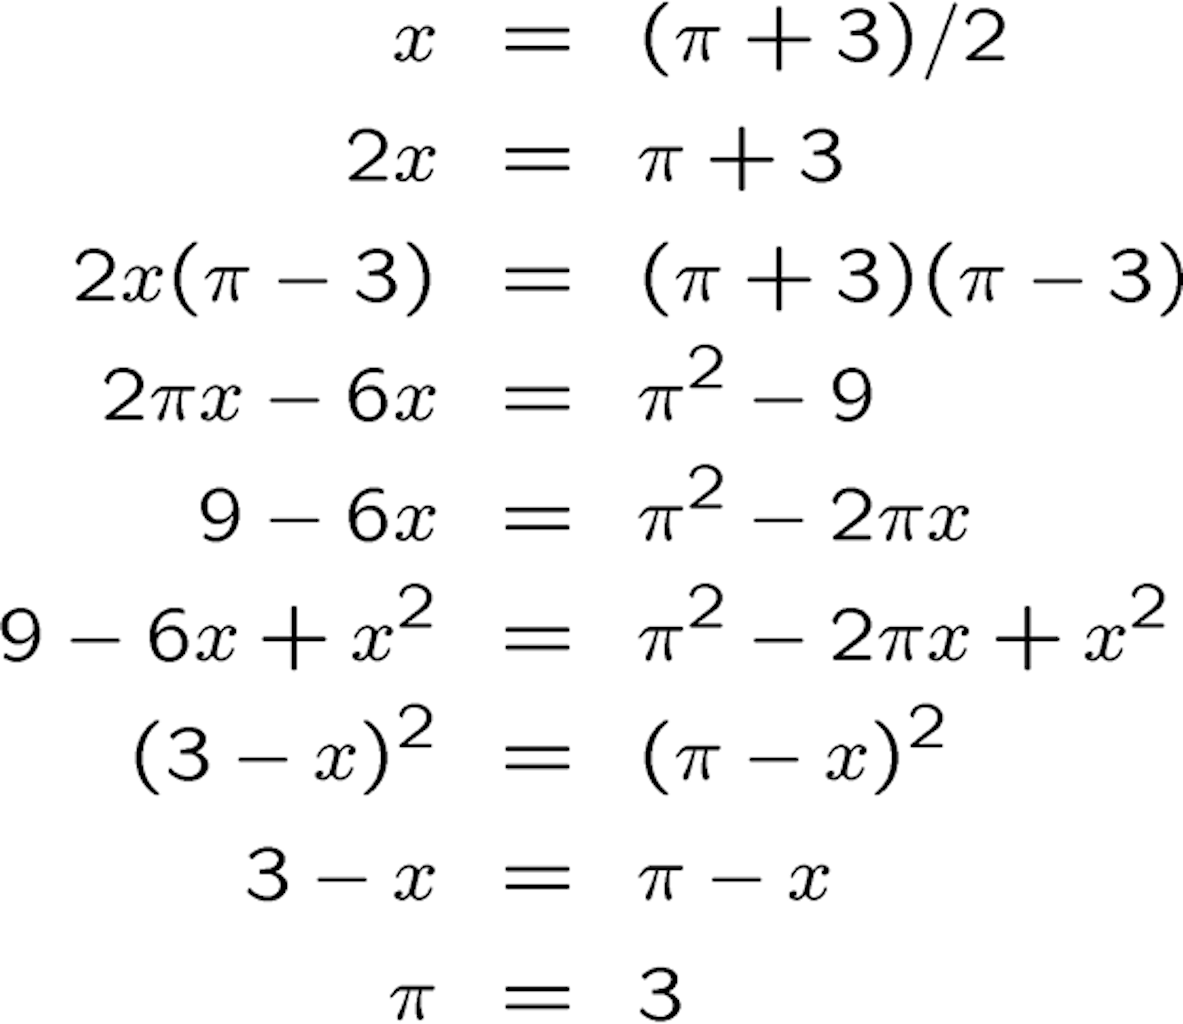 x = (π + 3)/2
2x = π + 3
2x(π − 3) = (π + 3)(π − 3)
2πx − 6x = π² − 9
9 − 6x = π² − 2πx
9 − 6x + x² = π² − 2πx + x²
(3 − x)² = (π − x)²
3 − x = π − x
π = 3